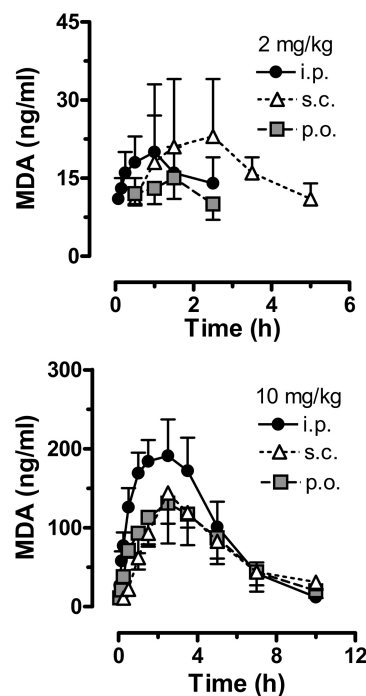 45
30
15
0
MDA (ng/ml)
2 mg/kg
i.p.
s.c.
p.o.
0 2 4 6
Time (h)
300
200
100
0
MDA (ng/ml)
10 mg/kg
i.p.
s.c.
p.o.
0 4 8 12
Time (h)